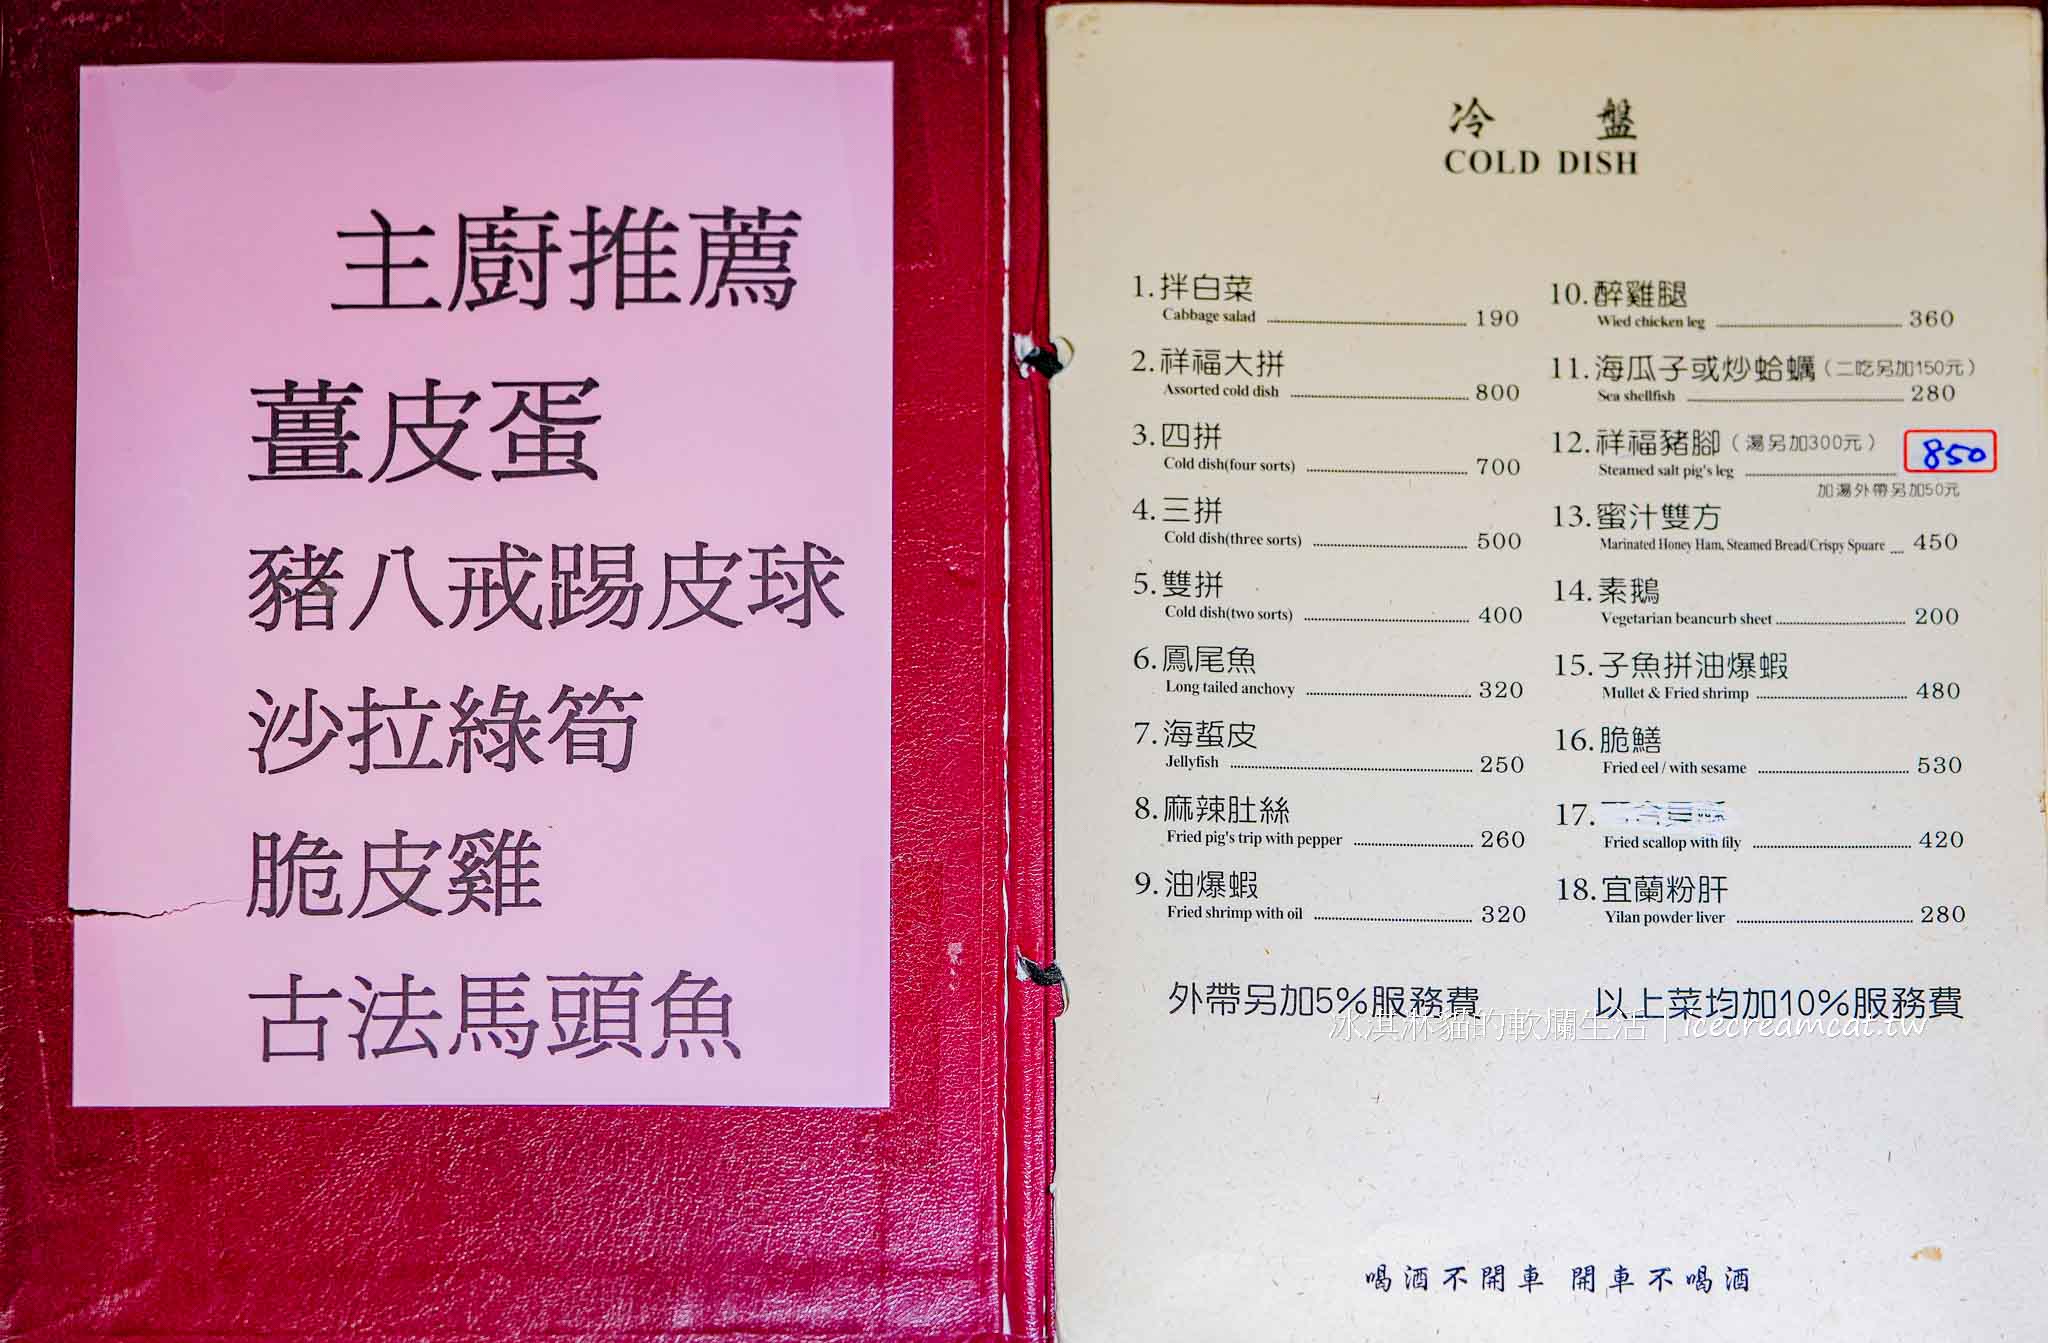 主廚推薦
薑皮蛋
豬八戒踢皮球
沙拉綠筍
脆皮雞
古法馬頭魚
冷 盤
COLD DISH
1. 拌白菜
Cabbage salad 190
2. 祥福大拼
Assorted cold dish 800
3. 四拼
Cold dish(four sorts) 700
4. 三拼
Cold dish(three sorts) 500
5. 雙拼
Cold dish(two sorts) 400
6. 鳳尾魚
Long tailed anchovy 320
7. 海蜇皮
Jellyfish 250
8. 麻辣肚絲
Fried pig's trip with pepper 260
9. 油爆蝦
Fried shrimp with oil 320
10. 醉雞腿
Wied chicken leg 360
11. 海瓜子或炒蛤蠣（二吃另加150元）
Sea shellfish 280
12. 祥福豬腳（湯另加300元） 850
Steamed salt pig's leg
加湯外帶另加50元
13. 蜜汁雙方
Marinated Honey Ham, Steamed Bread/Crispy Spuare 450
14. 素鵝
Vegetarian beancurb sheet 200
15. 子魚拼油爆蝦
Mullet & Fried shrimp 480
16. 脆鱔
Fried eel / with sesame 530
17.
Fried scallop with lily 420
18. 宜蘭粉肝
Yilan powder liver 280
外帶另加5%服務費 以上菜均加10%服務費
冰淇淋貓的軟爛生活 | icecreamcat.tw
喝酒不開車 開車不喝酒